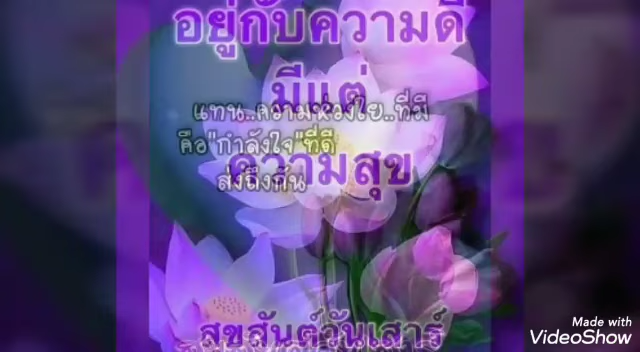 อยู่กับความดี
มีแต่
แทน..ความห่วงใย..ที่มี
คือ"กำลังใจ"ที่ดี
ความสุข
ส่งถึงกัน
สุขสันต์วันเสาร์
Made with
VideoShow